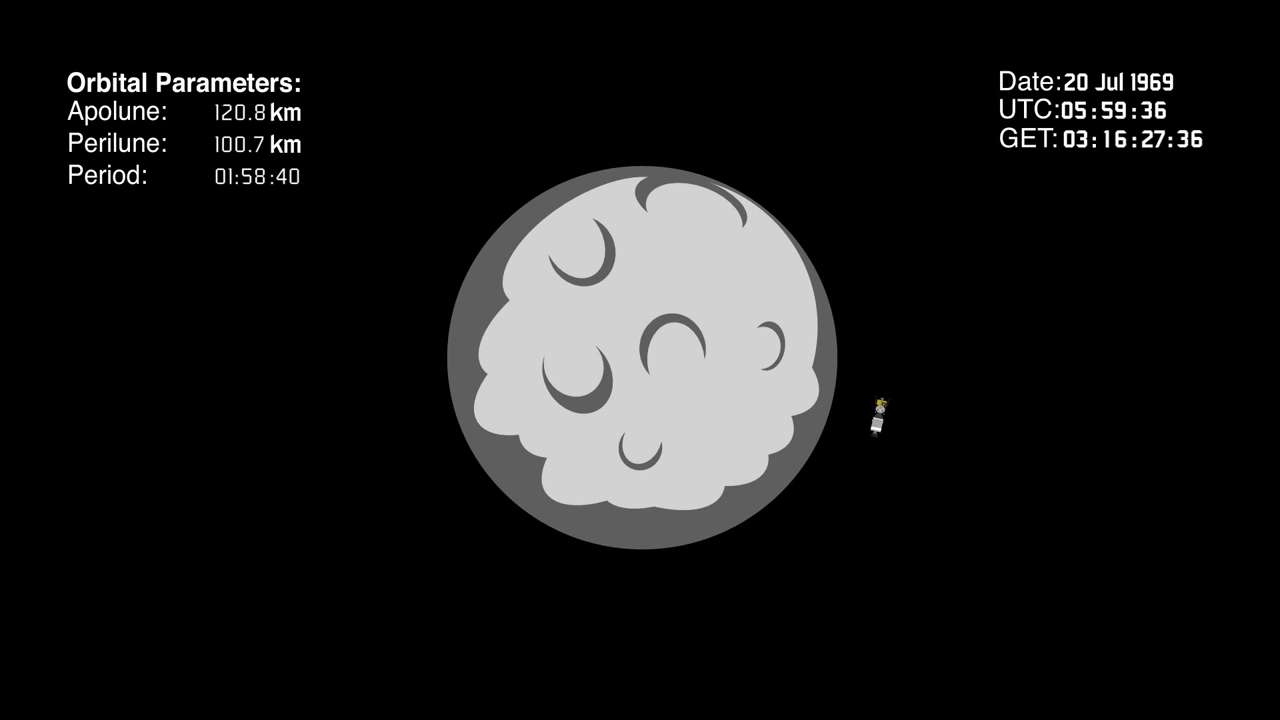 Orbital Parameters:
Apolune: 120.8 km
Perilune: 100.7 km
Period: 01:58:40
Date: 20 Jul 1969
UTC: 05:59:36
GET: 03:16:27:36